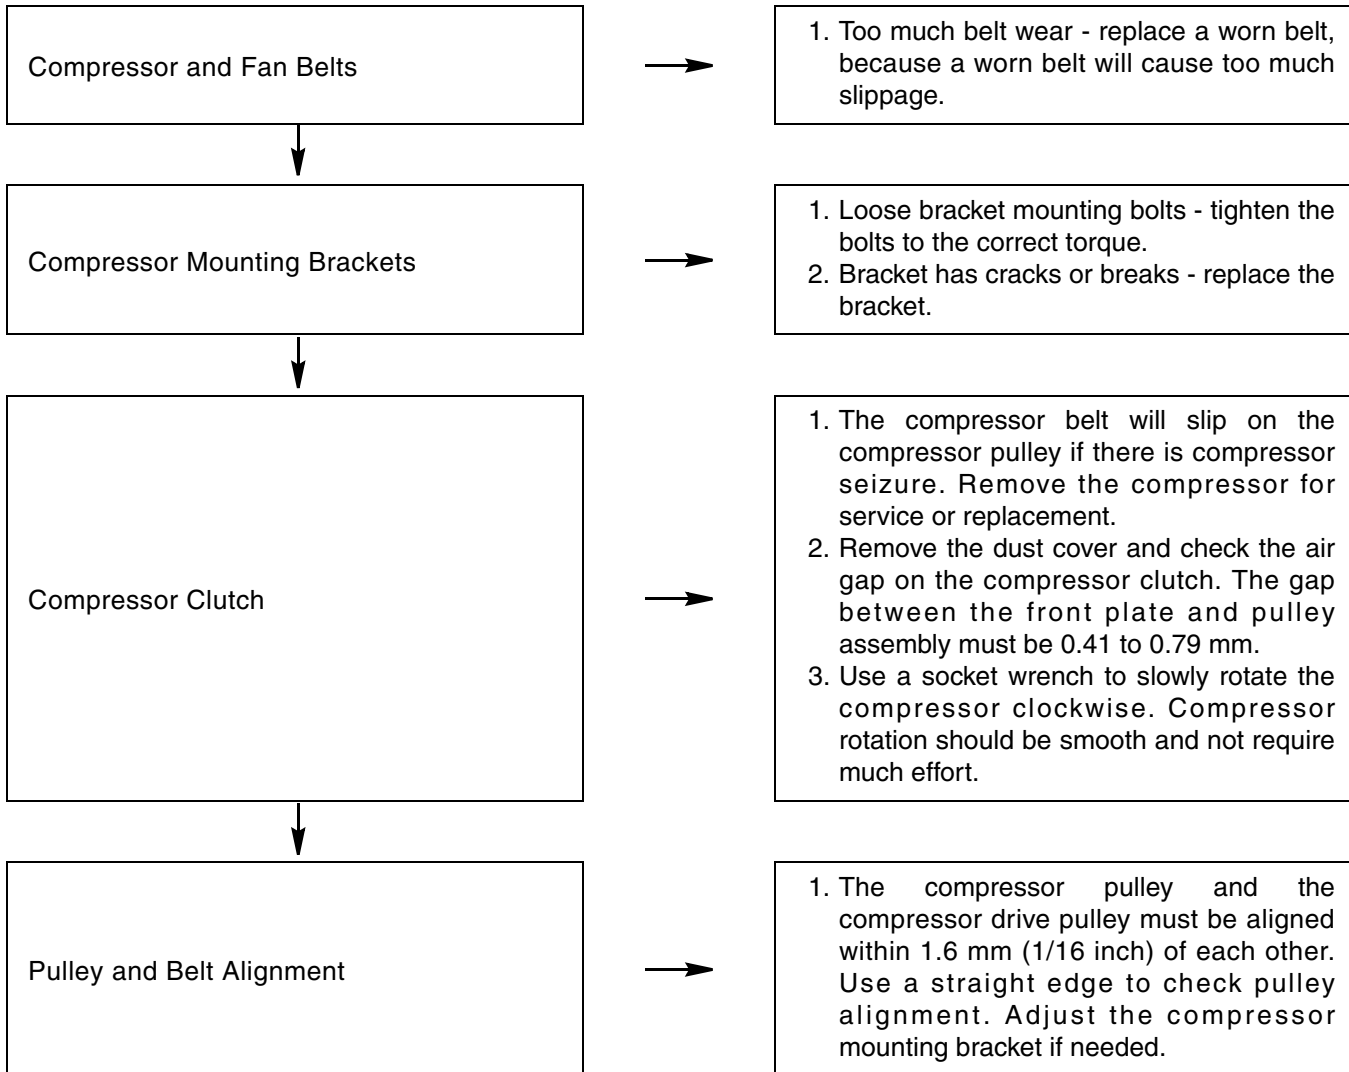 Compressor and Fan Belts
1. Too much belt wear - replace a worn belt,
because a worn belt will cause too much
slippage.
Compressor Mounting Brackets
1. Loose bracket mounting bolts - tighten the
bolts to the correct torque.
2. Bracket has cracks or breaks - replace the
bracket.
Compressor Clutch
1. The compressor belt will slip on the
compressor pulley if there is compressor
seizure. Remove the compressor for
service or replacement.
2. Remove the dust cover and check the air
gap on the compressor clutch. The gap
between the front plate and pulley
assembly must be 0.41 to 0.79 mm.
3. Use a socket wrench to slowly rotate the
compressor clockwise. Compressor
rotation should be smooth and not require
much effort.
Pulley and Belt Alignment
1. The compressor pulley and the
compressor drive pulley must be aligned
within 1.6 mm (1/16 inch) of each other.
Use a straight edge to check pulley
alignment. Adjust the compressor
mounting bracket if needed.